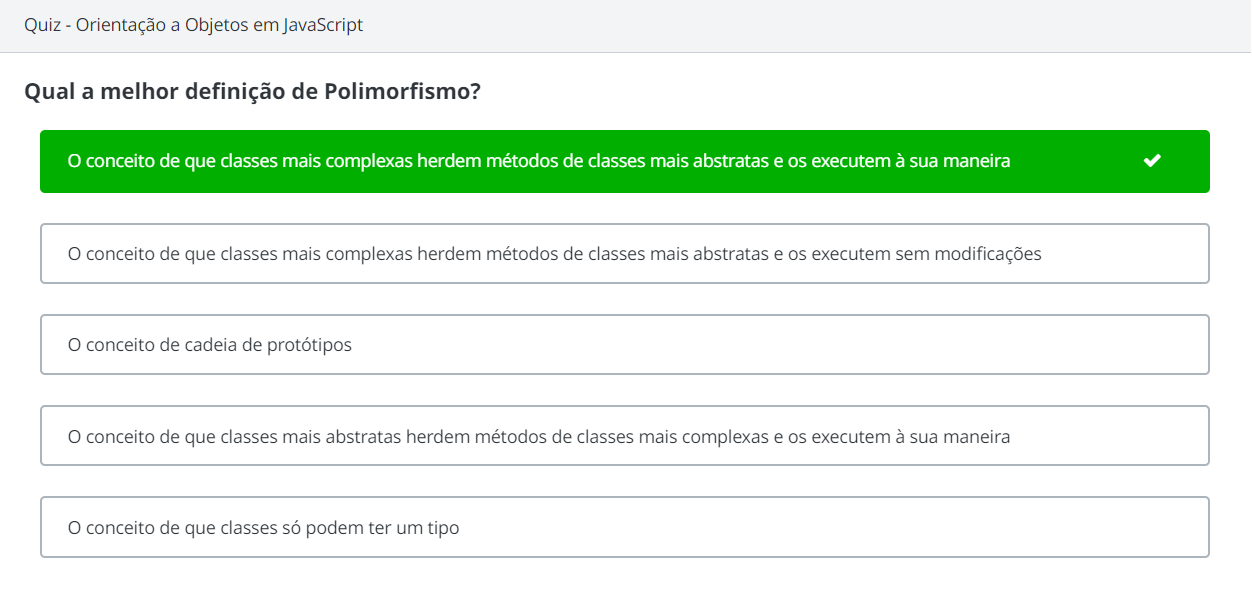 Quiz - Orientação a Objetos em JavaScript
Qual a melhor definição de Polimorfismo?
O conceito de que classes mais complexas herdem métodos de classes mais abstratas e os executem à sua maneira
O conceito de que classes mais complexas herdem métodos de classes mais abstratas e os executem sem modificações
O conceito de cadeia de protótipos
O conceito de que classes mais abstratas herdem métodos de classes mais complexas e os executem à sua maneira
O conceito de que classes só podem ter um tipo